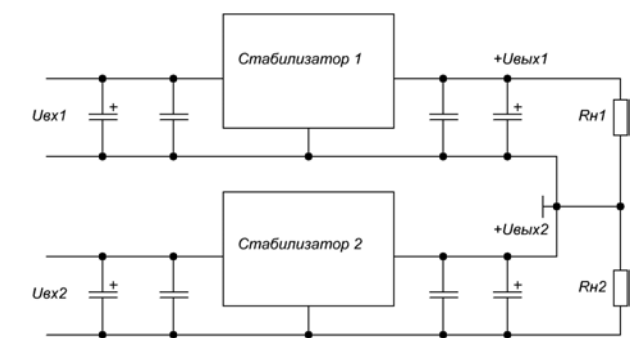 Стабилизатор 1
+Uвых1
+
+
Uвх1
Rн1
Стабилизатор 2
+Uвых2
+
+
Uвх2
Rн2